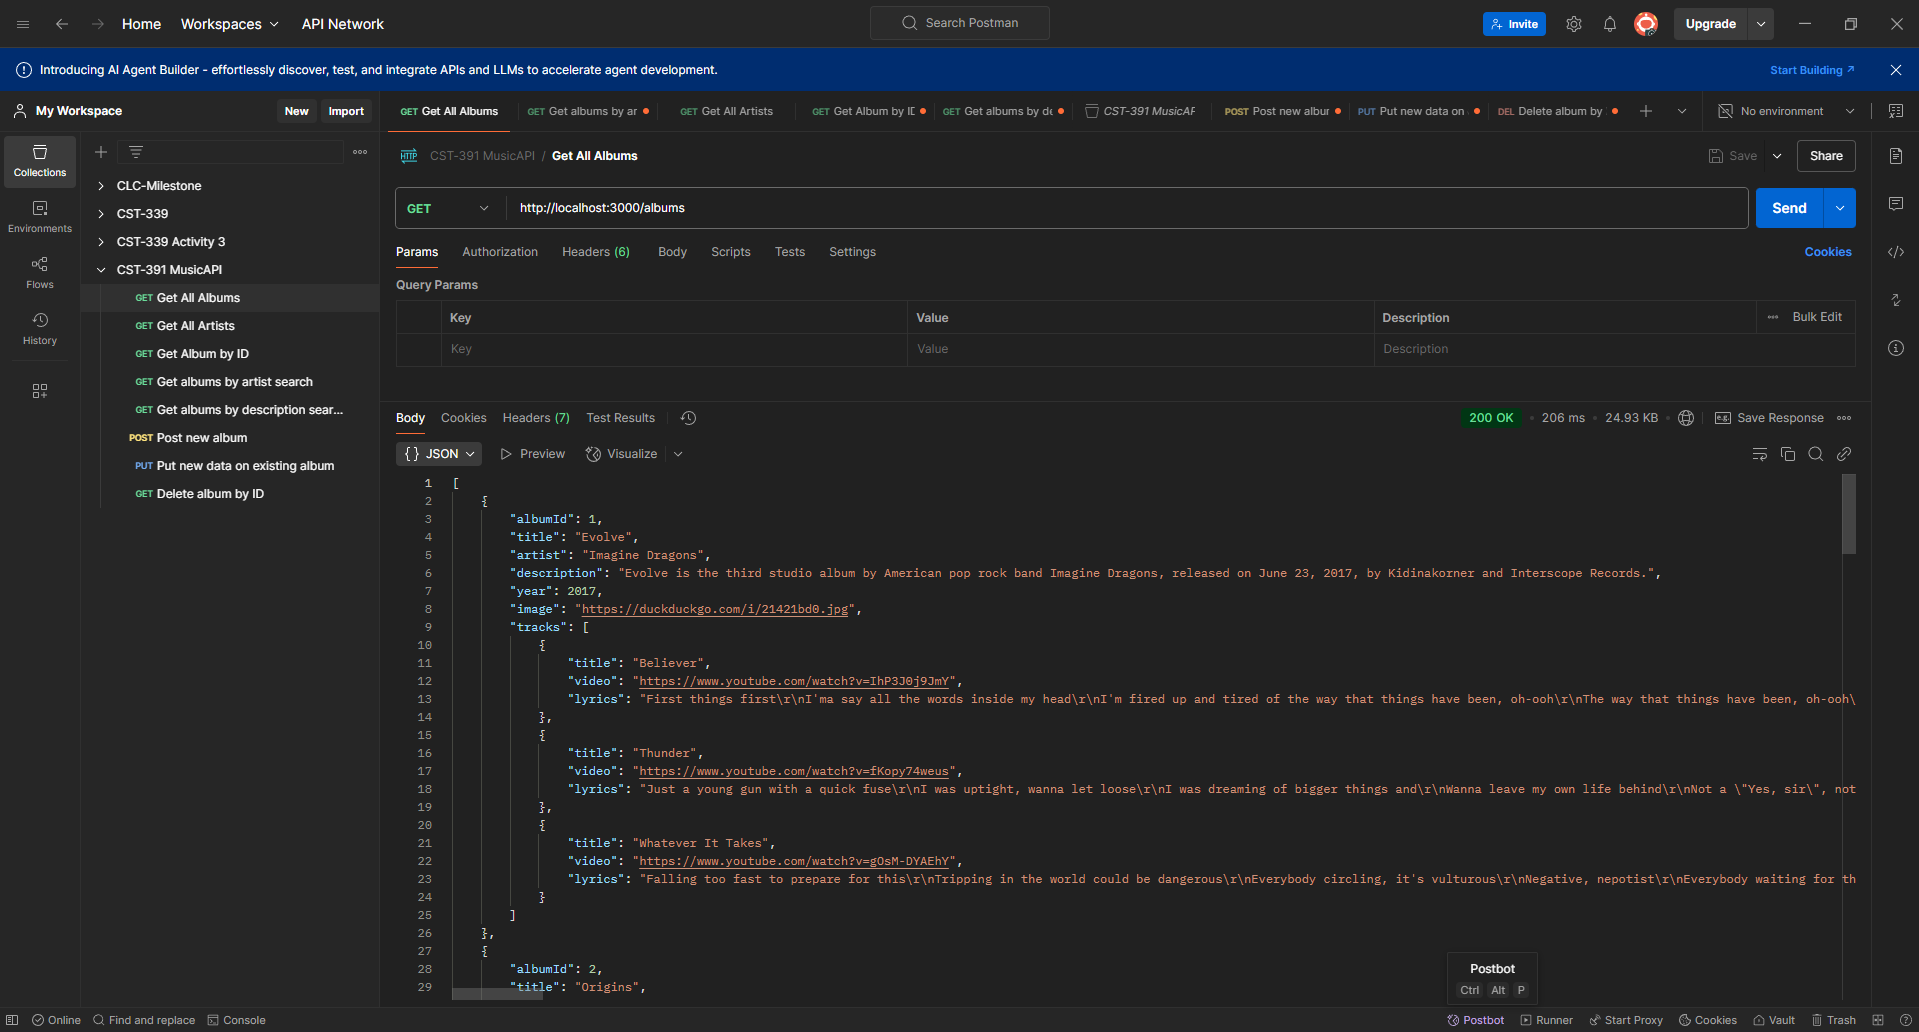 Home
Workspaces
API Network
Search Postman
Invite
Upgrade
Introducing AI Agent Builder - effortlessly discover, test, and integrate APIs and LLMs to accelerate agent development.
Start Building
My Workspace
New
Import
GET Get All Albums
GET Get albums by ar
GET Get All Artists
GET Get Album by ID
GET Get albums by de
CST-391 MusicAP
POST Post new albur
PUT Put new data on
DEL Delete album by
No environment
Collections
Environments
Flows
History
CLC-Milestone
CST-339
CST-339 Activity 3
CST-391 MusicAPI
GET Get All Albums
GET Get All Artists
GET Get Album by ID
GET Get albums by artist search
GET Get albums by description sear...
POST Post new album
PUT Put new data on existing album
GET Delete album by ID
HTTP CST-391 MusicAPI / Get All Albums
Save
Share
GET
http://localhost:3000/albums
Send
Params
Authorization
Headers (6)
Body
Scripts
Tests
Settings
Cookies
Query Params
Key
Value
Description
Bulk Edit
Key
Value
Description
Body
Cookies
Headers (7)
Test Results
200 OK
206 ms
24.93 KB
e.g. Save Response
{} JSON
Preview
Visualize
1 [
2 {
3 "albumId": 1,
4 "title": "Evolve",
5 "artist": "Imagine Dragons",
6 "description": "Evolve is the third studio album by American pop rock band Imagine Dragons, released on June 23, 2017, by Kidinakorner and Interscope Records.",
7 "year": 2017,
8 "image": "https://duckduckgo.com/i/21421bd0.jpg",
9 "tracks": [
10 {
11 "title": "Believer",
12 "video": "https://www.youtube.com/watch?v=IhP3J0j9JmY",
13 "lyrics": "First things first\r\nI'ma say all the words inside my head\r\nI'm fired up and tired of the way that things have been, oh-ooh\r\nThe way that things have been, oh-ooh\
14 },
15 {
16 "title": "Thunder",
17 "video": "https://www.youtube.com/watch?v=fKopy74weus",
18 "lyrics": "Just a young gun with a quick fuse\r\nI was uptight, wanna let loose\r\nI was dreaming of bigger things and\r\nWanna leave my own life behind\r\nNot a \"Yes, sir\", not
19 },
20 {
21 "title": "Whatever It Takes",
22 "video": "https://www.youtube.com/watch?v=gOsM-DYAEhY",
23 "lyrics": "Falling too fast to prepare for this\r\nTripping in the world could be dangerous\r\nEverybody circling, it's vulturous\r\nNegative, nepotist\r\nEverybody waiting for th
24 }
25 ]
26 },
27 {
28 "albumId": 2,
29 "title": "Origins",
Postbot
Ctrl Alt P
Online
Find and replace
Console
Postbot
Runner
Start Proxy
Cookies
Vault
Trash